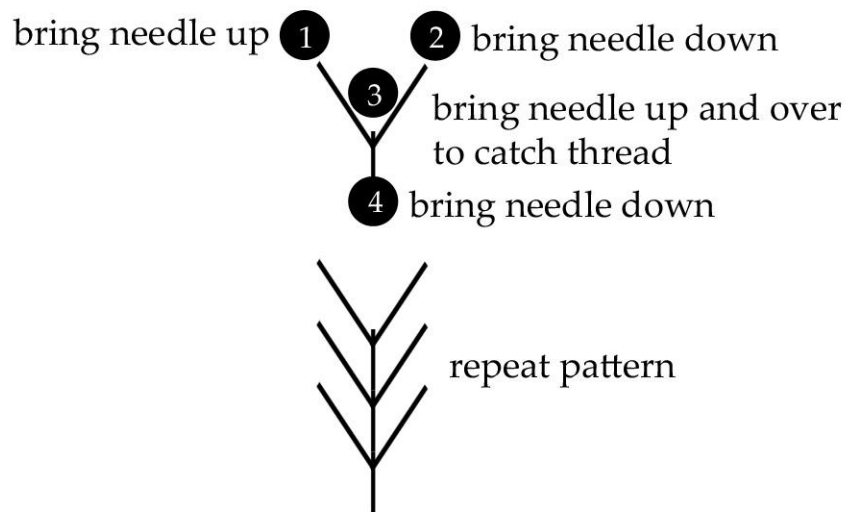 bring needle up 1 2 bring needle down
3
bring needle up and over
to catch thread
4 bring needle down
repeat pattern